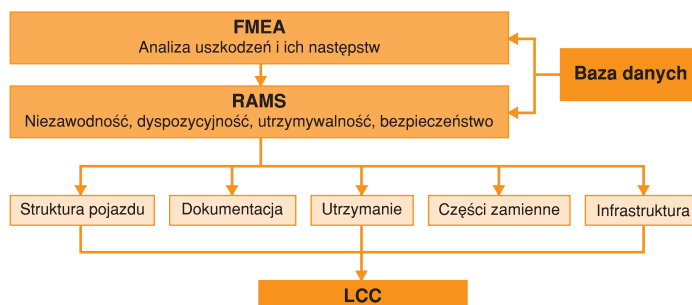 FMEA
Analiza uszkodzeń i ich następstw
Baza danych
RAMS
Niezawodność, dyspozycyjność, utrzymywalność, bezpieczeństwo
Struktura pojazdu
Dokumentacja
Utrzymanie
Części zamienne
Infrastruktura
LCC